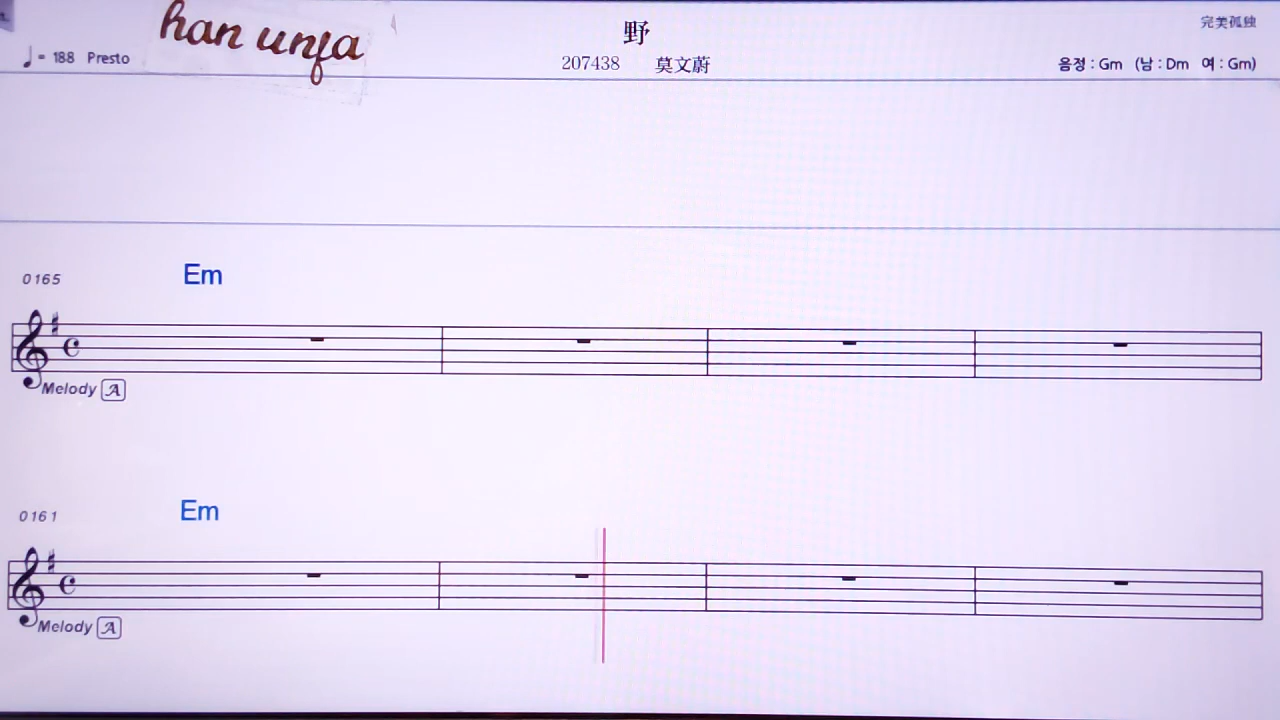 han unfa
野
完美孤独
♩= 188 Presto
207438 莫文蔚
음정 : Gm (남 : Dm 여 : Gm)
0165
Em
Melody A
0161
Em
Melody A